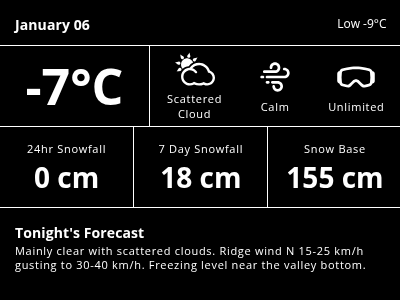 January 06
Low -9°C
-7°C
Scattered
Cloud
Calm
Unlimited
24hr Snowfall
7 Day Snowfall
Snow Base
0 cm
18 cm
155 cm
Tonight's Forecast
Mainly clear with scattered clouds. Ridge wind N 15-25 km/h
gusting to 30-40 km/h. Freezing level near the valley bottom.